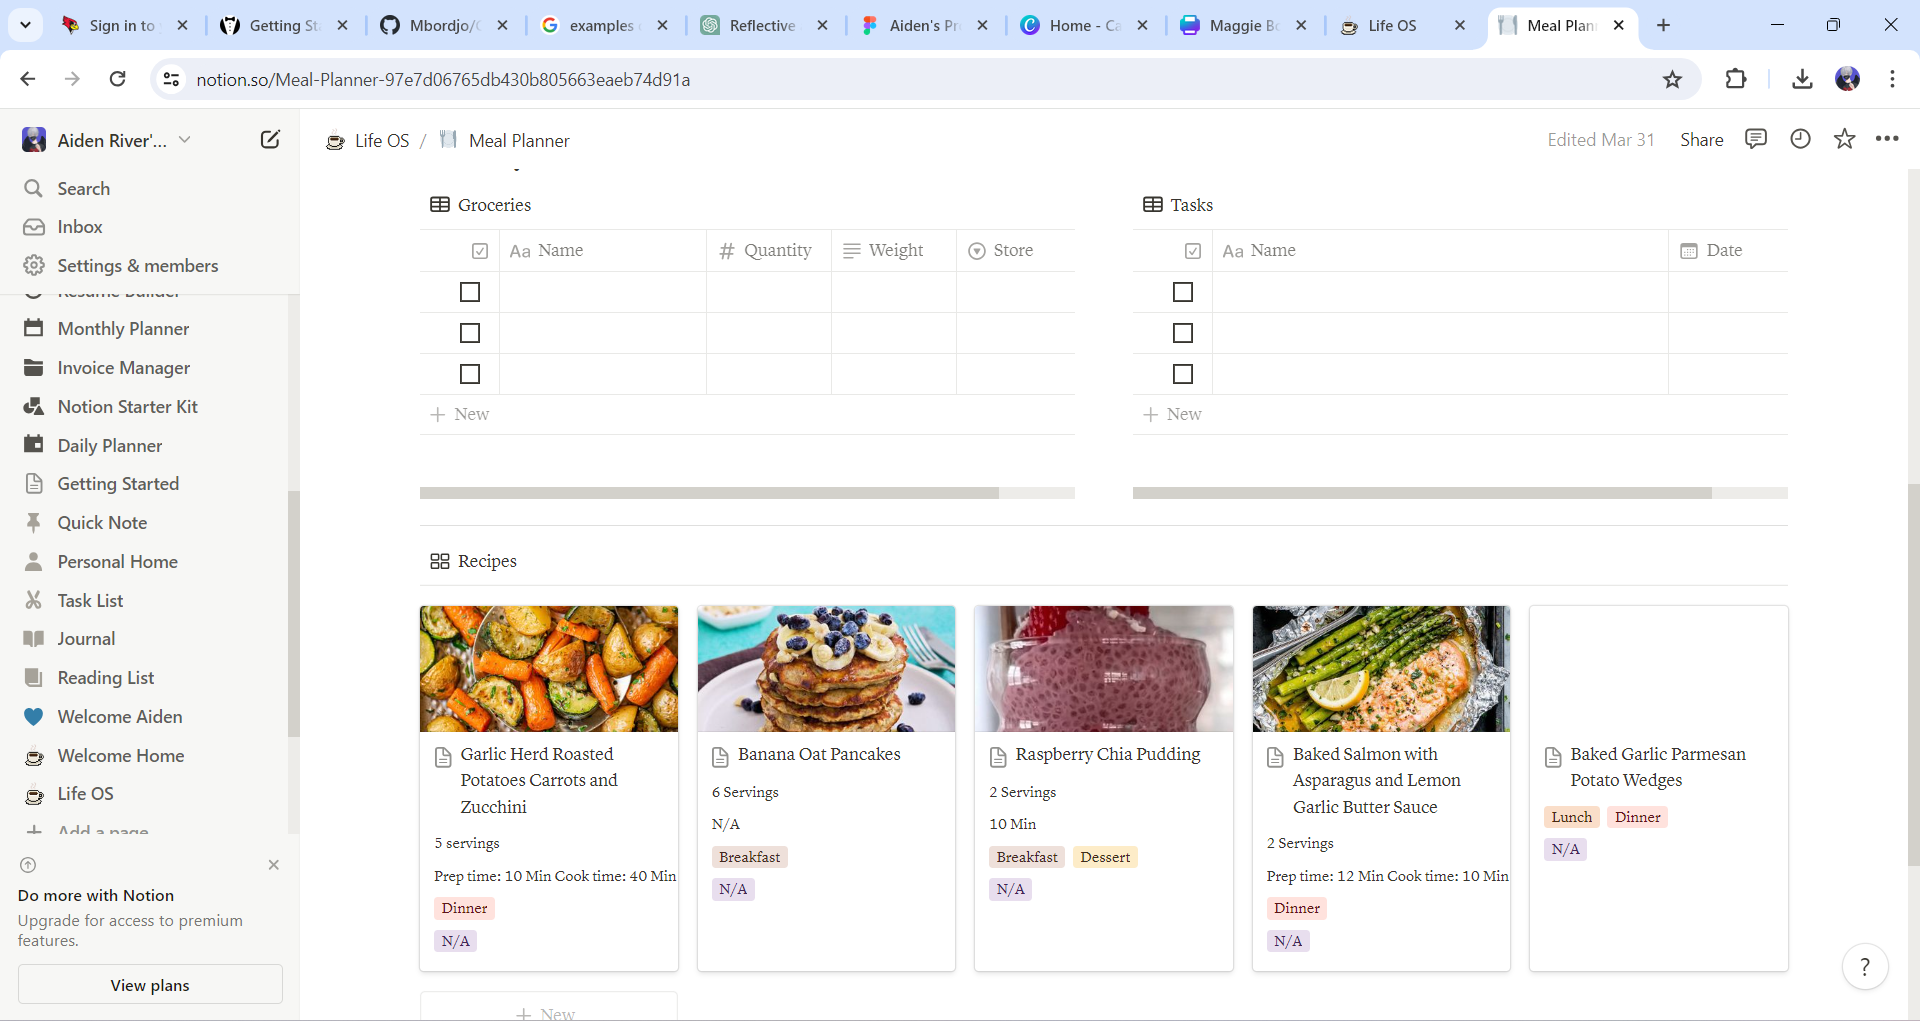 Sign in to
Getting St
Mbordjo/
examples
Reflective
Aiden's Pr
Home - Ca
Maggie Bo
Life OS
Meal Plan
notion.so/Meal-Planner-97e7d06765db430b805663eaeb74d91a
Aiden River'...
Life OS / Meal Planner
Edited Mar 31
Share
Search
Inbox
Settings & members
Resume Builder
Monthly Planner
Invoice Manager
Notion Starter Kit
Daily Planner
Getting Started
Quick Note
Personal Home
Task List
Journal
Reading List
Welcome Aiden
Welcome Home
Life OS
Add a page
Do more with Notion
Upgrade for access to premium
features.
View plans
Groceries
Aa Name # Quantity Weight Store
+ New
Tasks
Aa Name Date
+ New
Recipes
Garlic Herd Roasted
Potatoes Carrots and
Zucchini
5 servings
Prep time: 10 Min Cook time: 40 Min
Dinner
N/A
Banana Oat Pancakes
6 Servings
N/A
Breakfast
N/A
Raspberry Chia Pudding
2 Servings
10 Min
Breakfast Dessert
N/A
Baked Salmon with
Asparagus and Lemon
Garlic Butter Sauce
2 Servings
Prep time: 12 Min Cook time: 10 Min
Dinner
N/A
Baked Garlic Parmesan
Potato Wedges
Lunch Dinner
N/A
+ New
?